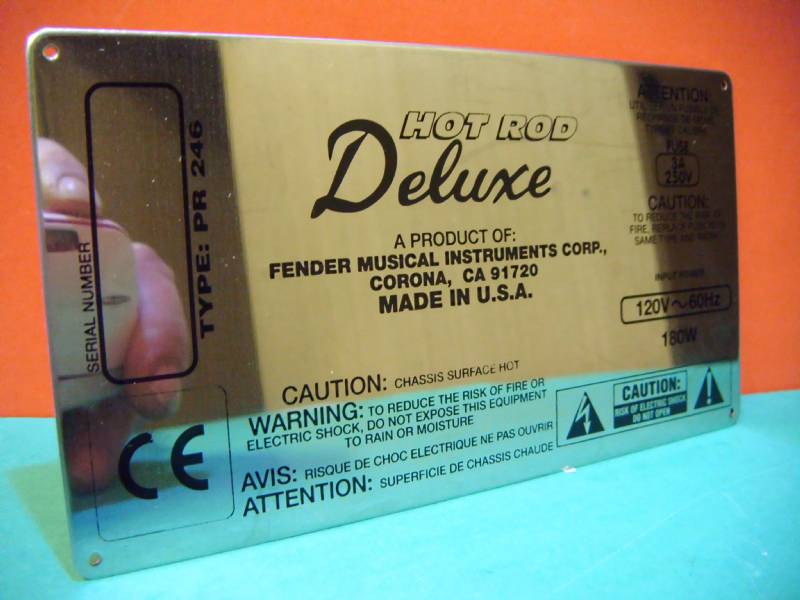 HOT ROD
Deluxe
A PRODUCT OF:
FENDER MUSICAL INSTRUMENTS CORP.,
CORONA, CA 91720
MADE IN U.S.A.
SERIAL NUMBER
TYPE: PR 246
ATTENTION:
FUSE
3A
250V
CAUTION:
TO REDUCE THE RISK OF
FIRE, REPLACE FUSE WITH
SAME TYPE AND
INPUT POWER
120V~60Hz
180W
CAUTION: CHASSIS SURFACE HOT
WARNING: TO REDUCE THE RISK OF FIRE OR
ELECTRIC SHOCK, DO NOT EXPOSE THIS EQUIPMENT
TO RAIN OR MOISTURE
AVIS: RISQUE DE CHOC ELECTRIQUE NE PAS OUVRIR
ATTENTION: SUPERFICIE DE CHASSIS CHAUDE
CE
CAUTION:
RISK OF ELECTRIC SHOCK
DO NOT OPEN